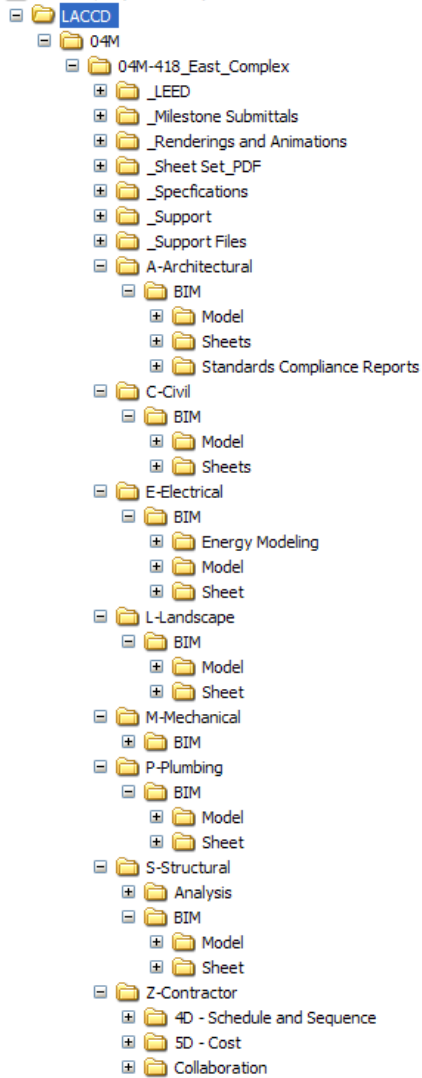 LACCD
04M
04M-418_East_Complex
_LEED
_Milestone Submittals
_Renderings and Animations
_Sheet Set_PDF
_Specfications
_Support
_Support Files
A-Architectural
BIM
Model
Sheets
Standards Compliance Reports
C-Civil
BIM
Model
Sheets
E-Electrical
BIM
Energy Modeling
Model
Sheet
L-Landscape
BIM
Model
Sheet
M-Mechanical
BIM
P-Plumbing
BIM
Model
Sheet
S-Structural
Analysis
BIM
Model
Sheet
Z-Contractor
4D - Schedule and Sequence
5D - Cost
Collaboration